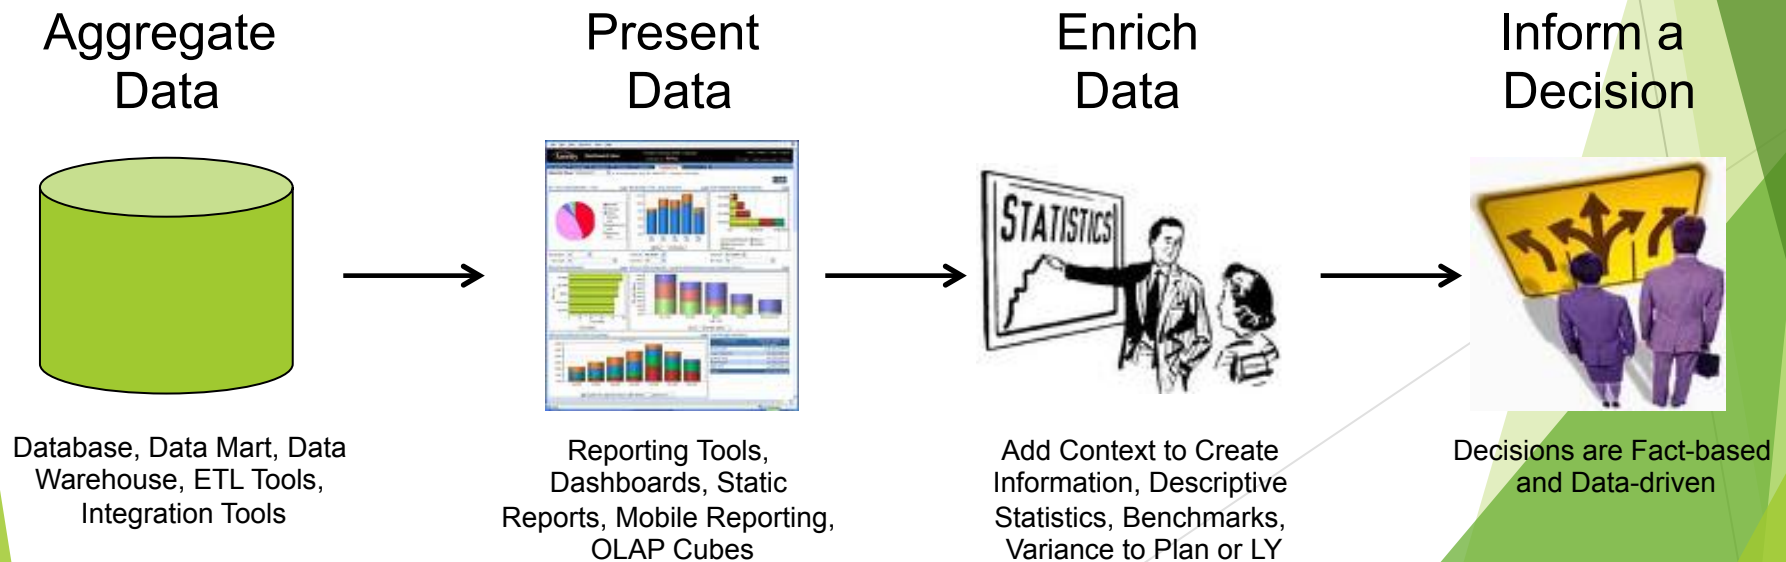 Aggregate
Data
Present
Data
Enrich
Data
Inform a
Decision
STATISTICS
Database, Data Mart, Data
Warehouse, ETL Tools,
Integration Tools
Reporting Tools,
Dashboards, Static
Reports, Mobile Reporting,
OLAP Cubes
Add Context to Create
Information, Descriptive
Statistics, Benchmarks,
Variance to Plan or LY
Decisions are Fact-based
and Data-driven